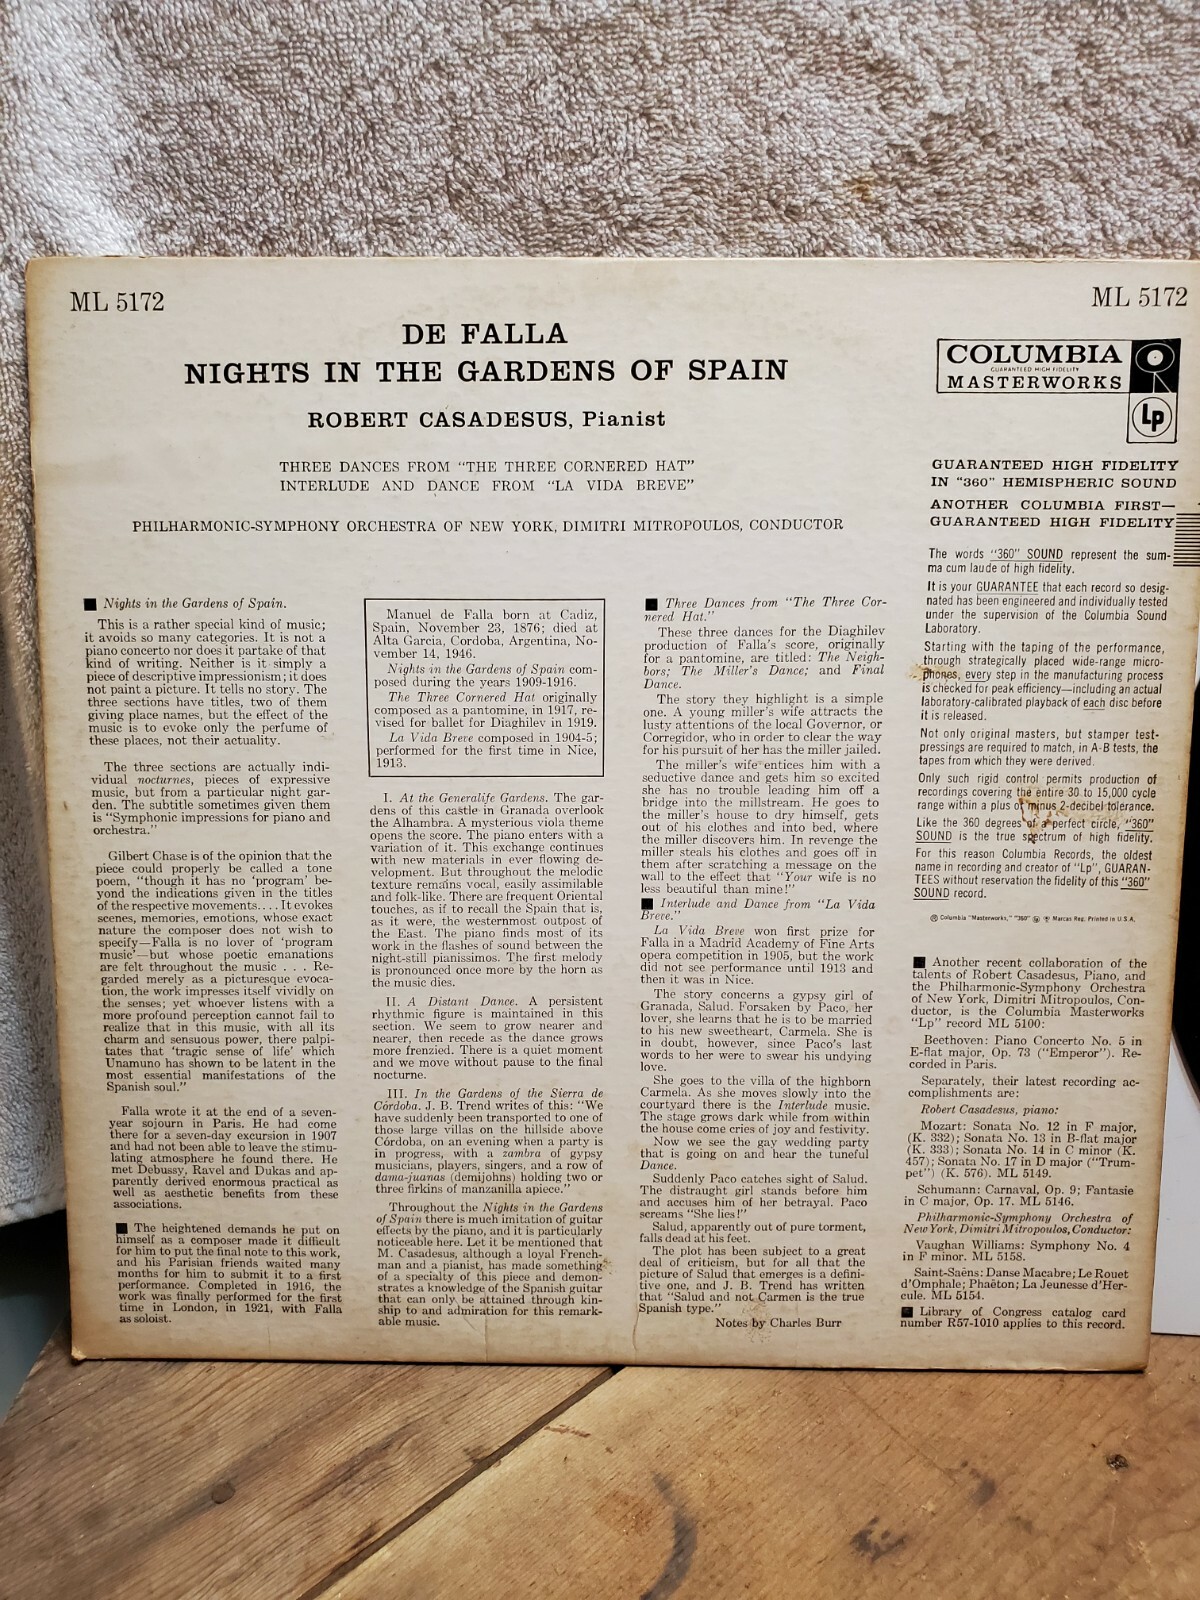 ML 5172
ML 5172
DE FALLA
NIGHTS IN THE GARDENS OF SPAIN
ROBERT CASADESUS, Pianist
THREE DANCES FROM "THE THREE CORNERED HAT"
INTERLUDE AND DANCE FROM "LA VIDA BREVE"
PHILHARMONIC-SYMPHONY ORCHESTRA OF NEW YORK, DIMITRI MITROPOULOS, CONDUCTOR
■ Nights in the Gardens of Spain.
This is a rather special kind of music;
it avoids so many categories. It is not a
piano concerto nor does it partake of that
kind of writing. Neither is it simply a
piece of descriptive impressionism; it does
not paint a picture. It tells no story. The
three sections have titles, two of them
giving place names, but the effect of the
music is to evoke only the perfume of
these places, not their actuality.
The three sections are actually indi-
vidual nocturnes, pieces of expressive
music, but from a particular night gar-
den. The subtitle sometimes given them
is "Symphonic impressions for piano and
orchestra."
Gilbert Chase is of the opinion that the
piece could properly be called a tone
poem, "though it has no 'program' be-
yond the indications given in the titles
of the respective movements.... It evokes
scenes, memories, emotions, whose exact
nature the composer does not wish to
specify—Falla is no lover of 'program
music'—but whose poetic emanations
are felt throughout the music . . . Re-
garded merely as a picturesque evoca-
tion, the work impresses itself vividly on
the senses; yet whoever listens with a
more profound perception cannot fail to
realize that in this music, with all its
charm and sensuous power, there palpi-
tates that 'tragic sense of life' which
Unamuno has shown to be latent in the
most essential manifestations of the
Spanish soul."
Falla wrote it at the end of a seven-
year sojourn in Paris. He had come
there for a seven-day excursion in 1907
and had not been able to leave the stimu-
lating atmosphere he found there. He
met Debussy, Ravel and Dukas and ap-
parently derived enormous practical as
well as aesthetic benefits from these
associations.
■ The heightened demands he put on
himself as a composer made it difficult
for him to put the final note to this work,
and his Parisian friends waited many
months for him to submit it to a first
performance. Completed in 1916, the
work was finally performed for the first
time in London, in 1921, with Falla
as soloist.
Manuel de Falla born at Cadiz,
Spain, November 23, 1876; died at
Alta Garcia, Cordoba, Argentina, No-
vember 14, 1946.
Nights in the Gardens of Spain com-
posed during the years 1909-1916.
The Three Cornered Hat originally
composed as a pantomine, in 1917, re-
vised for ballet for Diaghilev in 1919.
La Vida Breve composed in 1904-5;
performed for the first time in Nice,
1913.
I. At the Generalife Gardens. The gar-
dens of this castle in Granada overlook
the Alhambra. A mysterious viola theme
opens the score. The piano enters with a
variation of it. This exchange continues
with new materials in ever flowing de-
velopment. But throughout the melodic
texture remains vocal, easily assimilable
and folk-like. There are frequent Oriental
touches, as if to recall the Spain that is,
as it were, the westernmost outpost of
the East. The piano finds most of its
work in the flashes of sound between the
night-still pianissimos. The first melody
is pronounced once more by the horn as
the music dies.
II. A Distant Dance. A persistent
rhythmic figure is maintained in this
section. We seem to grow nearer and
nearer, then recede as the dance grows
more frenzied. There is a quiet moment
and we move without pause to the final
nocturne.
III. In the Gardens of the Sierra de
Córdoba. J. B. Trend writes of this: "We
have suddenly been transported to one of
those large villas on the hillside above
Córdoba, on an evening when a party is
in progress, with a zambra of gypsy
musicians, players, singers, and a row of
dama-juanas (demijohns) holding two or
three firkins of manzanilla apiece."
Throughout the Nights in the Gardens
of Spain there is much imitation of guitar
effects by the piano, and it is particularly
noticeable here. Let it be mentioned that
M. Casadesus, although a loyal French-
man and a pianist, has made something
of a specialty of this piece and demon-
strates a knowledge of the Spanish guitar
that can only be attained through kin-
ship to and admiration for this remark-
able music.
■ Three Dances from "The Three Cor-
nered Hat."
These three dances for the Diaghilev
production of Falla's score, originally
for a pantomine, are titled: The Neigh-
bors; The Miller's Dance; and Final
Dance.
The story they highlight is a simple
one. A young miller's wife attracts the
lusty attentions of the local Governor, or
Corregidor, who in order to clear the way
for his pursuit of her has the miller jailed.
The miller's wife entices him with a
seductive dance and gets him so excited
she has no trouble leading him off a
bridge into the millstream. He goes to
the miller's house to dry himself, gets
out of his clothes and into bed, where
the miller discovers him. In revenge the
miller steals his clothes and goes off in
them after scratching a message on the
wall to the effect that "Your wife is no
less beautiful than mine!"
■ Interlude and Dance from "La Vida
Breve."
La Vida Breve won first prize for
Falla in a Madrid Academy of Fine Arts
opera competition in 1905, but the work
did not see performance until 1913 and
then it was in Nice.
The story concerns a gypsy girl of
Granada, Salud. Forsaken by Paco, her
lover, she learns that he is to be married
to his new sweetheart, Carmela. She is
in doubt, however, since Paco's last
words to her were to swear his undying
love.
She goes to the villa of the highborn
Carmela. As she moves slowly into the
courtyard there is the Interlude music.
The stage grows dark while from within
the house come cries of joy and festivity.
Now we see the gay wedding party
that is going on and hear the tuneful
Dance.
Suddenly Paco catches sight of Salud.
The distraught girl stands before him
and accuses him of her betrayal. Paco
screams "She lies!"
Salud, apparently out of pure torment,
falls dead at his feet.
The plot has been subject to a great
deal of criticism, but for all that the
picture of Salud that emerges is a defini-
tive one, and J. B. Trend has written
that "Salud and not Carmen is the true
Spanish type."
Notes by Charles Burr
COLUMBIA
GUARANTEED HIGH FIDELITY
MASTERWORKS
Lp
GUARANTEED HIGH FIDELITY
IN "360" HEMISPHERIC SOUND
ANOTHER COLUMBIA FIRST—
GUARANTEED HIGH FIDELITY
The words "360" SOUND represent the sum-
ma cum laude of high fidelity.
It is your GUARANTEE that each record so desig-
nated has been engineered and individually tested
under the supervision of the Columbia Sound
Laboratory.
Starting with the taping of the performance,
through strategically placed wide-range micro-
phones, every step in the manufacturing process
is checked for peak efficiency—including an actual
laboratory-calibrated playback of each disc before
it is released.
Not only original masters, but stamper test-
pressings are required to match, in A-B tests, the
tapes from which they were derived.
Only such rigid control permits production of
recordings covering the entire 30 to 15,000 cycle
range within a plus or minus 2-decibel tolerance.
Like the 360 degrees of a perfect circle, "360"
SOUND is the true spectrum of high fidelity.
For this reason Columbia Records, the oldest
name in recording and creator of "Lp", GUARAN-
TEES without reservation the fidelity of this "360"
SOUND record.
Ⓟ Columbia "Masterworks," "360" Marcas Reg. Printed in U.S.A.
■ Another recent collaboration of the
talents of Robert Casadesus, Piano, and
the Philharmonic-Symphony Orchestra
of New York, Dimitri Mitropoulos, Con-
ductor, is the Columbia Masterworks
"Lp" record ML 5100:
Beethoven: Piano Concerto No. 5 in
E-flat major, Op. 73 ("Emperor"). Re-
corded in Paris.
Separately, their latest recording ac-
complishments are:
Robert Casadesus, piano:
Mozart: Sonata No. 12 in F major,
(K. 332); Sonata No. 13 in B-flat major
(K. 333); Sonata No. 14 in C minor (K.
457); Sonata No. 17 in D major ("Trum-
pet") (K. 576). ML 5149.
Schumann: Carnaval, Op. 9; Fantasie
in C major, Op. 17. ML 5146.
Philharmonic-Symphony Orchestra of
New York, Dimitri Mitropoulos, Conductor:
Vaughan Williams: Symphony No. 4
in F minor. ML 5158.
Saint-Saëns: Danse Macabre; Le Rouet
d'Omphale; Phaëton; La Jeunesse d'Her-
cule. ML 5154.
■ Library of Congress catalog card
number R57-1010 applies to this record.